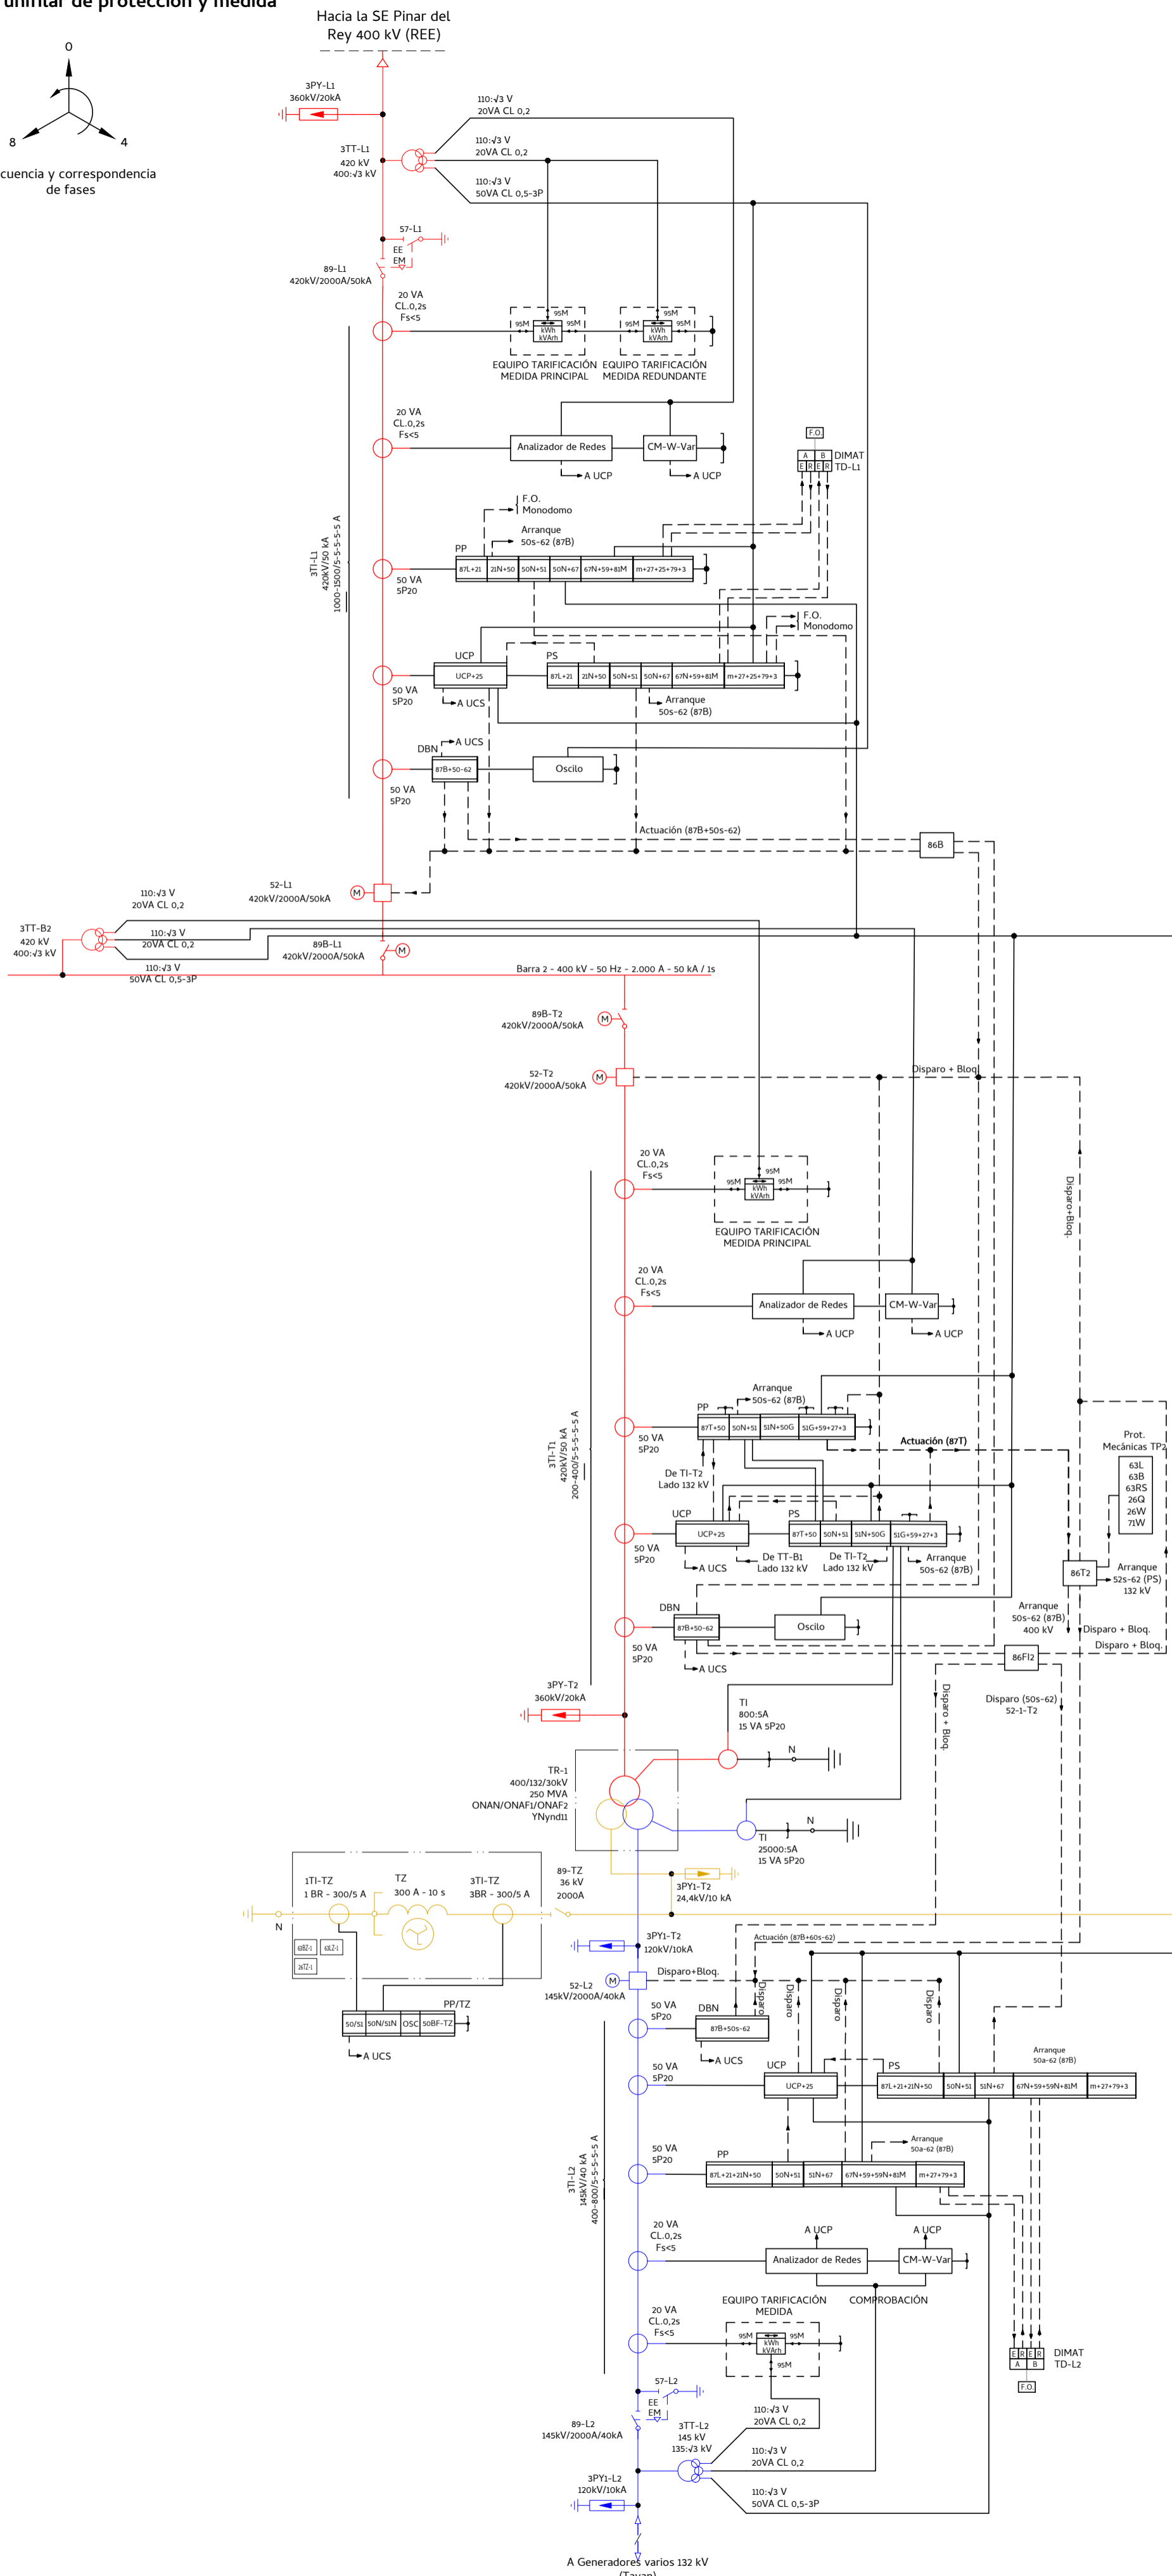 unifilar de protección y medida
Hacia la SE Pinar del
Rey 400 kV (REE)
0
8
4
cuencia y correspondencia
de fases
3PY-L1
360kV/20kA
110:√3 V
20VA CL 0,2
110:√3 V
20VA CL 0,2
110:√3 V
50VA CL 0,5-3P
3TT-L1
420 kV
400:√3 kV
57-L1
EE
EM
89-L1
420kV/2000A/50kA
20 VA
CL.0,2s
Fs<5
95M
95M
95M
kWh
kVArh
95M
95M
95M
kWh
kVArh
EQUIPO TARIFICACIÓN
MEDIDA PRINCIPAL
EQUIPO TARIFICACIÓN
MEDIDA REDUNDANTE
20 VA
CL.0,2s
Fs<5
Analizador de Redes
CM-W-Var
A UCP
A UCP
F.O.
A B
E R E R
DIMAT
TD-L1
3TI-L1
420kV/50 kA
1000-1500/5-5-5-5-5 A
F.O.
Monodomo
Arranque
50s-62 (87B)
PP
87L+21
21N+50
50N+51
50N+67
67N+59+81M
m+27+25+79+3
50 VA
5P20
F.O.
Monodomo
UCP
UCP+25
PS
87L+21
21N+50
50N+51
50N+67
67N+59+81M
m+27+25+79+3
50 VA
5P20
A UCS
Arranque
50s-62 (87B)
A UCS
DBN
87B+50-62
Oscilo
50 VA
5P20
Actuación (87B+50s-62)
86B
52-L1
420kV/2000A/50kA
M
110:√3 V
20VA CL 0,2
3TT-B2
420 kV
400:√3 kV
110:√3 V
20VA CL 0,2
110:√3 V
50VA CL 0,5-3P
89B-L1
420kV/2000A/50kA
M
Barra 2 - 400 kV - 50 Hz - 2.000 A - 50 kA / 1s
89B-T2
420kV/2000A/50kA
M
52-T2
420kV/2000A/50kA
M
Disparo + Bloq.
20 VA
CL.0,2s
Fs<5
95M
95M
95M
kWh
kVArh
EQUIPO TARIFICACIÓN
MEDIDA PRINCIPAL
Disparo+Bloq.
20 VA
CL.0,2s
Fs<5
Analizador de Redes
CM-W-Var
A UCP
A UCP
3TI-T1
420kV/50 kA
200-400/5-5-5-5-5 A
Arranque
50s-62 (87B)
PP
87T+50
50N+51
51N+50G
51G+59+27+3
50 VA
5P20
Actuación (87T)
De TI-T2
Lado 132 kV
Prot.
Mecánicas TP2
63L
63B
63RS
26Q
26W
71W
UCP
UCP+25
PS
87T+50
50N+51
51N+50G
51G+59+27+3
50 VA
5P20
A UCS
De TT-B1
Lado 132 kV
De TI-T2
Lado 132 kV
Arranque
50s-62 (87B)
86T2
Arranque
52s-62 (PS)
132 kV
Arranque
50s-62 (87B)
400 kV
DBN
87B+50-62
Oscilo
50 VA
5P20
A UCS
Disparo + Bloq.
Disparo + Bloq.
86FI2
3PY-T2
360kV/20kA
TI
800:5A
15 VA 5P20
N
Disparo + Bloq.
Disparo (50s-62)
52-1-T2
TR-1
400/132/30kV
250 MVA
ONAN/ONAF1/ONAF2
YNynd11
N
TI
25000:5A
15 VA 5P20
1TI-TZ
1 BR - 300/5 A
TZ
300 A - 10 s
3TI-TZ
3BR - 300/5 A
89-TZ
36 kV
2000A
3PY1-T2
24,4kV/10 kA
N
63BZ-1
63LZ-1
26TZ-1
3PY1-T2
120kV/10kA
Actuación (87B+60s-62)
PP/TZ
50/51
50N/51N
OSC
50BF-TZ
A UCS
52-L2
145kV/2000A/40kA
M
Disparo+Bloq.
50 VA
5P20
DBN
87B+50s-62
A UCS
Disparo
Disparo
Disparo
Disparo
50 VA
5P20
UCP
UCP+25
PS
87L+21+21N+50
50N+51
51N+67
67N+59+59N+81M
m+27+79+3
Arranque
50a-62 (87B)
3TI-L2
145kV/40 kA
400-800/5-5-5-5-5 A
50 VA
5P20
PP
87L+21+21N+50
50N+51
51N+67
67N+59+59N+81M
m+27+79+3
Arranque
50a-62 (87B)
20 VA
CL.0,2s
Fs<5
A UCP
A UCP
Analizador de Redes
CM-W-Var
EQUIPO TARIFICACIÓN
MEDIDA
COMPROBACIÓN
20 VA
CL.0,2s
Fs<5
95M
95M
95M
kWh
kVArh
E R E R
A B
DIMAT
TD-L2
F.O.
57-L2
EE
EM
89-L2
145kV/2000A/40kA
3TT-L2
145 kV
135:√3 kV
110:√3 V
20VA CL 0,2
110:√3 V
20VA CL 0,2
110:√3 V
50VA CL 0,5-3P
3PY1-L2
120kV/10kA
A Generadores varios 132 kV
(Tavan)